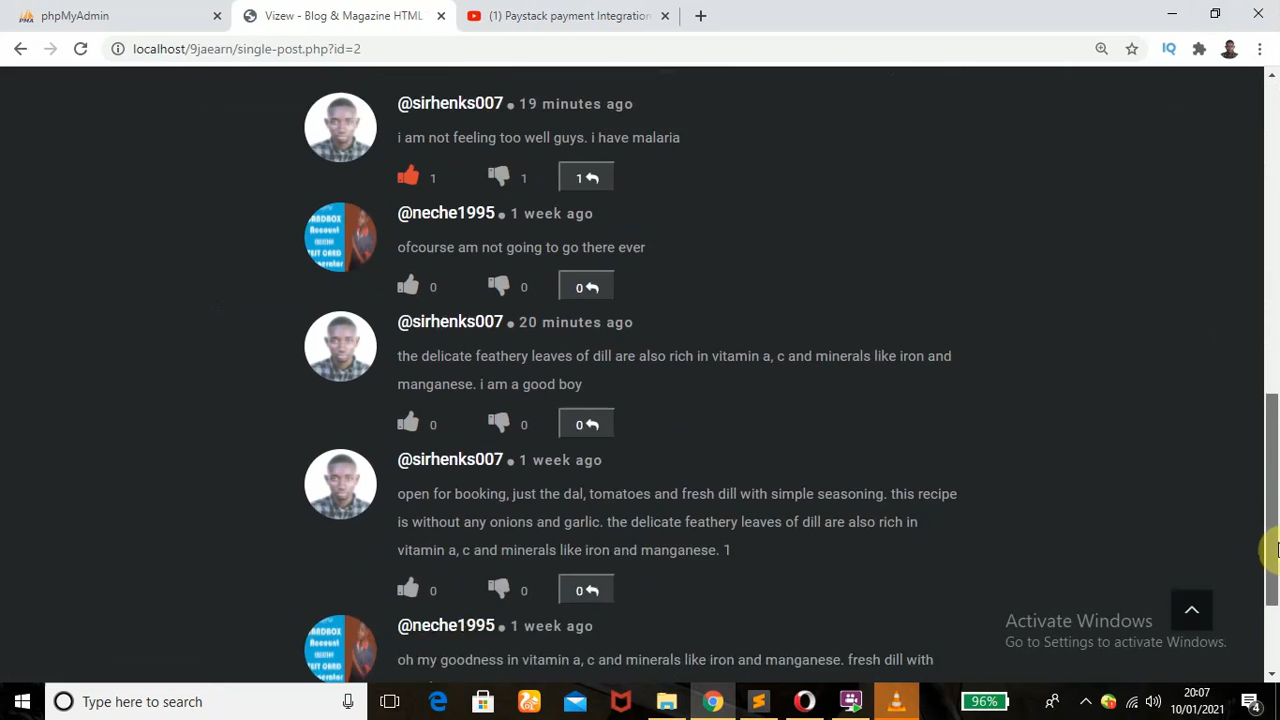 phpMyAdmin
Vizew - Blog & Magazine HTML
(1) Paystack payment Integration
localhost/9jaearn/single-post.php?id=2
IQ
@sirhenks007 • 19 minutes ago
i am not feeling too well guys. i have malaria
1 1 1
@neche1995 • 1 week ago
ofcourse am not going to go there ever
0 0 0
@sirhenks007 • 20 minutes ago
the delicate feathery leaves of dill are also rich in vitamin a, c and minerals like iron and
manganese. i am a good boy
0 0 0
@sirhenks007 • 1 week ago
open for booking, just the dal, tomatoes and fresh dill with simple seasoning. this recipe
is without any onions and garlic. the delicate feathery leaves of dill are also rich in
vitamin a, c and minerals like iron and manganese. 1
0 0 0
@neche1995 • 1 week ago
oh my goodness in vitamin a, c and minerals like iron and manganese. fresh dill with
Activate Windows
Go to Settings to activate Windows.
Type here to search
96%
20:07
10/01/2021
4